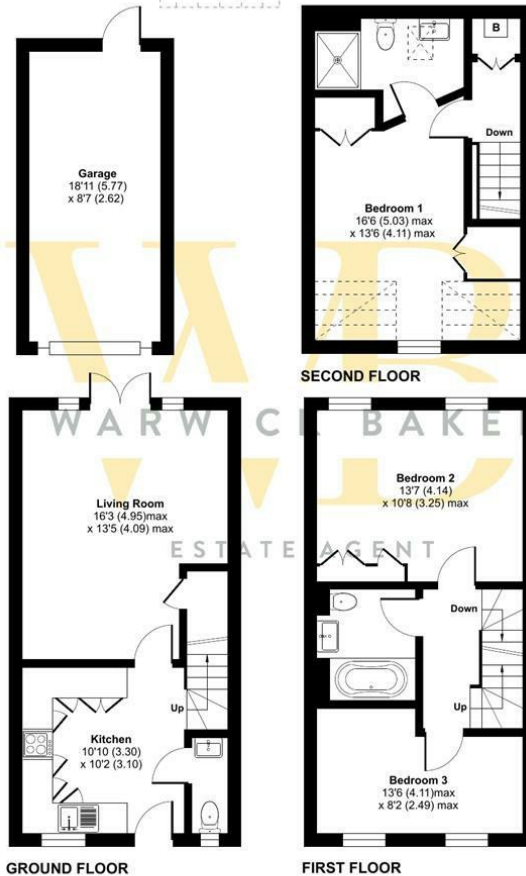 Garage
18'11 (5.77)
x 8'7 (2.62)
B
Down
Bedroom 1
16'6 (5.03) max
x 13'6 (4.11) max
SECOND FLOOR
WARWICK BAKE
ESTATE AGENT
Living Room
16'3 (4.95)max
x 13'5 (4.09) max
Up
Kitchen
10'10 (3.30)
x 10'2 (3.10)
GROUND FLOOR
Bedroom 2
13'7 (4.14)
x 10'8 (3.25) max
Down
Up
Bedroom 3
13'6 (4.11)max
x 8'2 (2.49) max
FIRST FLOOR